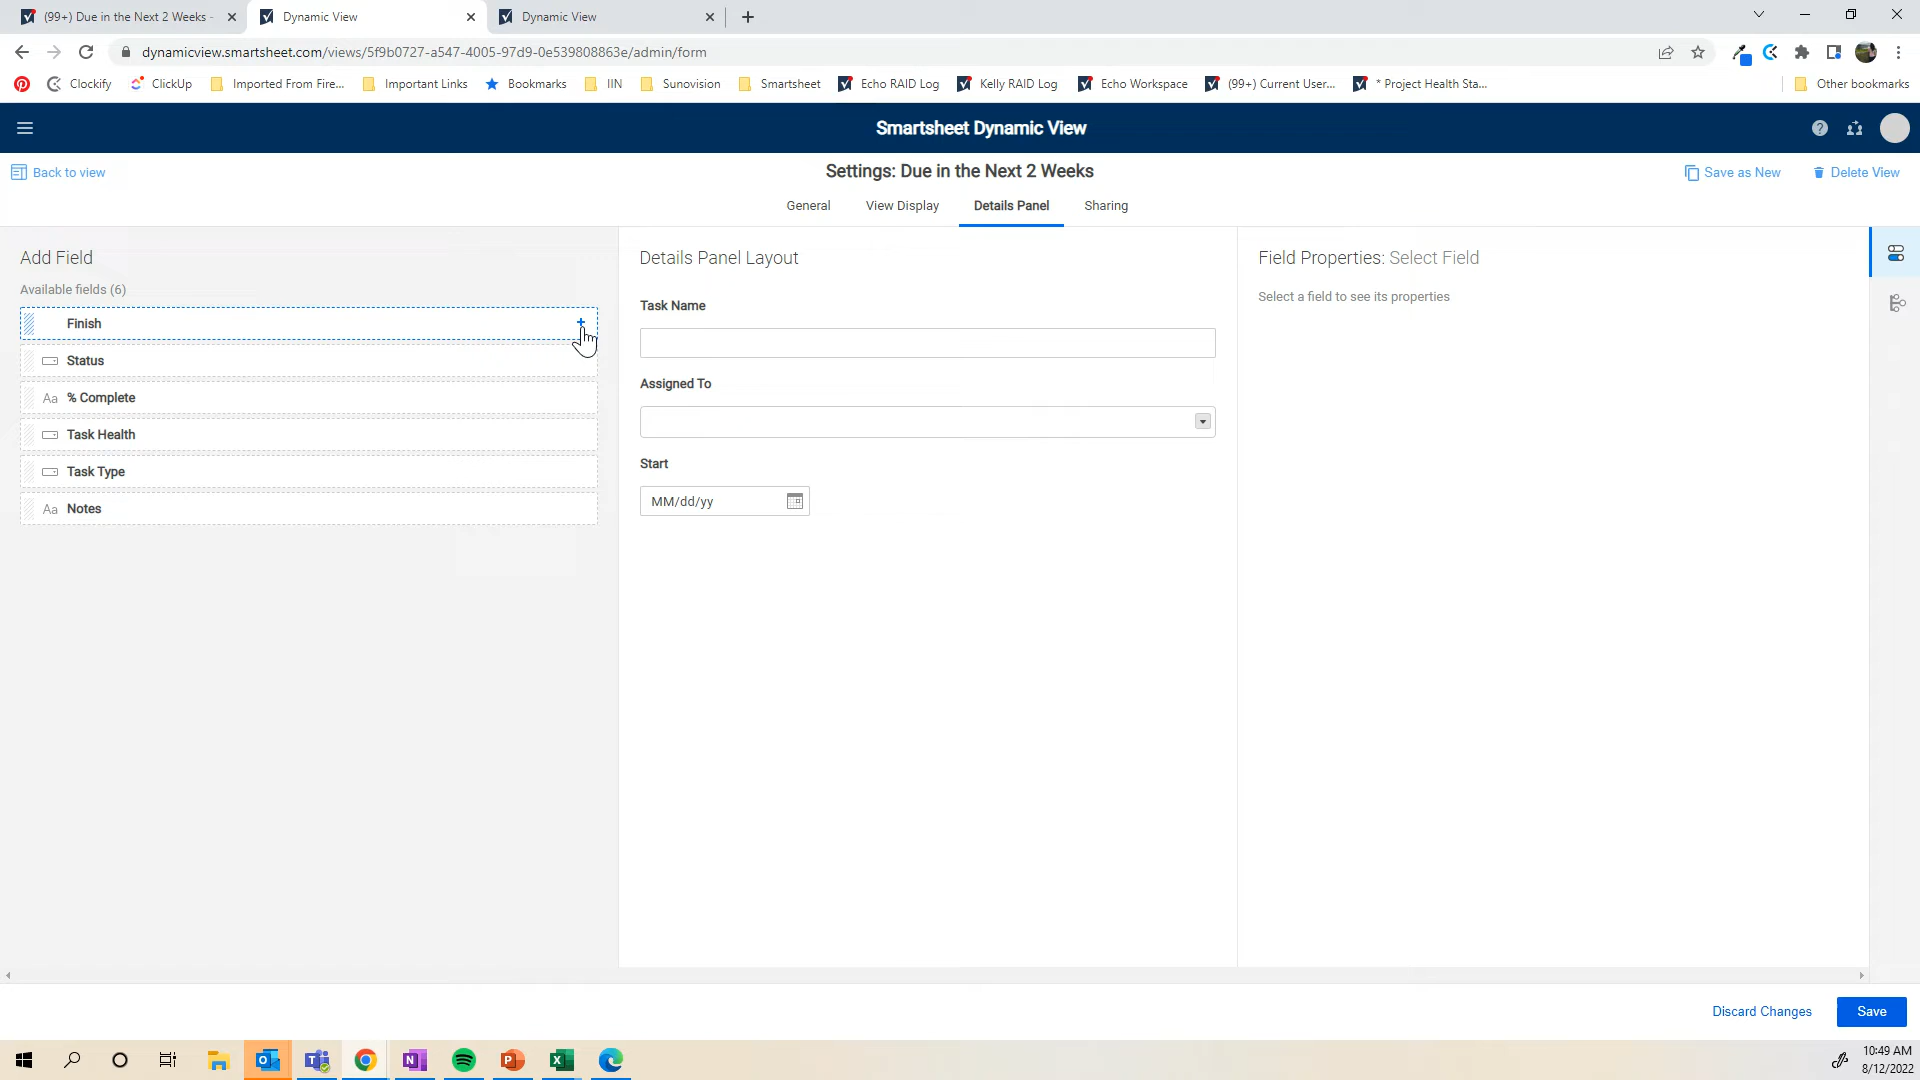 (99+) Due in the Next 2 Weeks -
Dynamic View
Dynamic View
dynamicview.smartsheet.com/views/5f9b0727-a547-4005-97d9-0e539808863e/admin/form
Clockify
ClickUp
Imported From Fire...
Important Links
Bookmarks
IIN
Sunovision
Smartsheet
Echo RAID Log
Kelly RAID Log
Echo Workspace
(99+) Current User...
* Project Health Sta...
Other bookmarks
Smartsheet Dynamic View
Back to view
Settings: Due in the Next 2 Weeks
Save as New
Delete View
General
View Display
Details Panel
Sharing
Add Field
Available fields (6)
Finish
Status
Aa % Complete
Task Health
Task Type
Aa Notes
Details Panel Layout
Task Name
Assigned To
Start
MM/dd/yy
Field Properties: Select Field
Select a field to see its properties
Discard Changes
Save
10:49 AM
8/12/2022